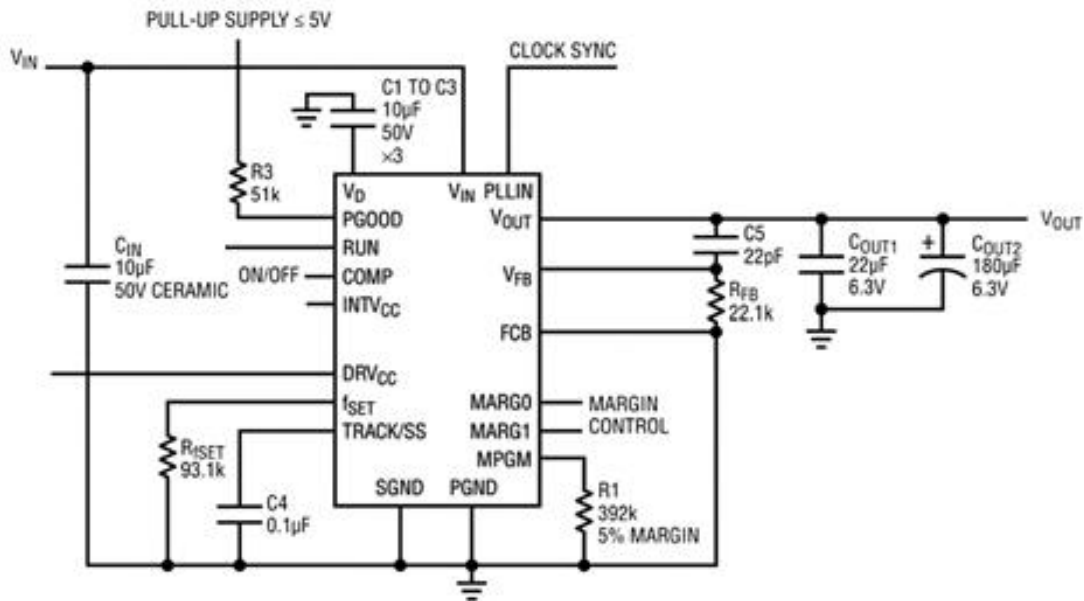 PULL-UP SUPPLY ≤ 5V
VIN
CLOCK SYNC
C1 TO C3
10µF
50V
×3
R3
51k
VD
VIN
PLLIN
PGOOD
VOUT
VOUT
RUN
C5
22pF
COUT1
22µF
6.3V
+
COUT2
180µF
6.3V
CIN
10µF
50V CERAMIC
ON/OFF
COMP
VFB
RFB
22.1k
INTVCC
FCB
DRVCC
fSET
MARG0
MARGIN
CONTROL
TRACK/SS
MARG1
MPGM
RfSET
93.1k
SGND
PGND
C4
0.1µF
R1
392k
5% MARGIN